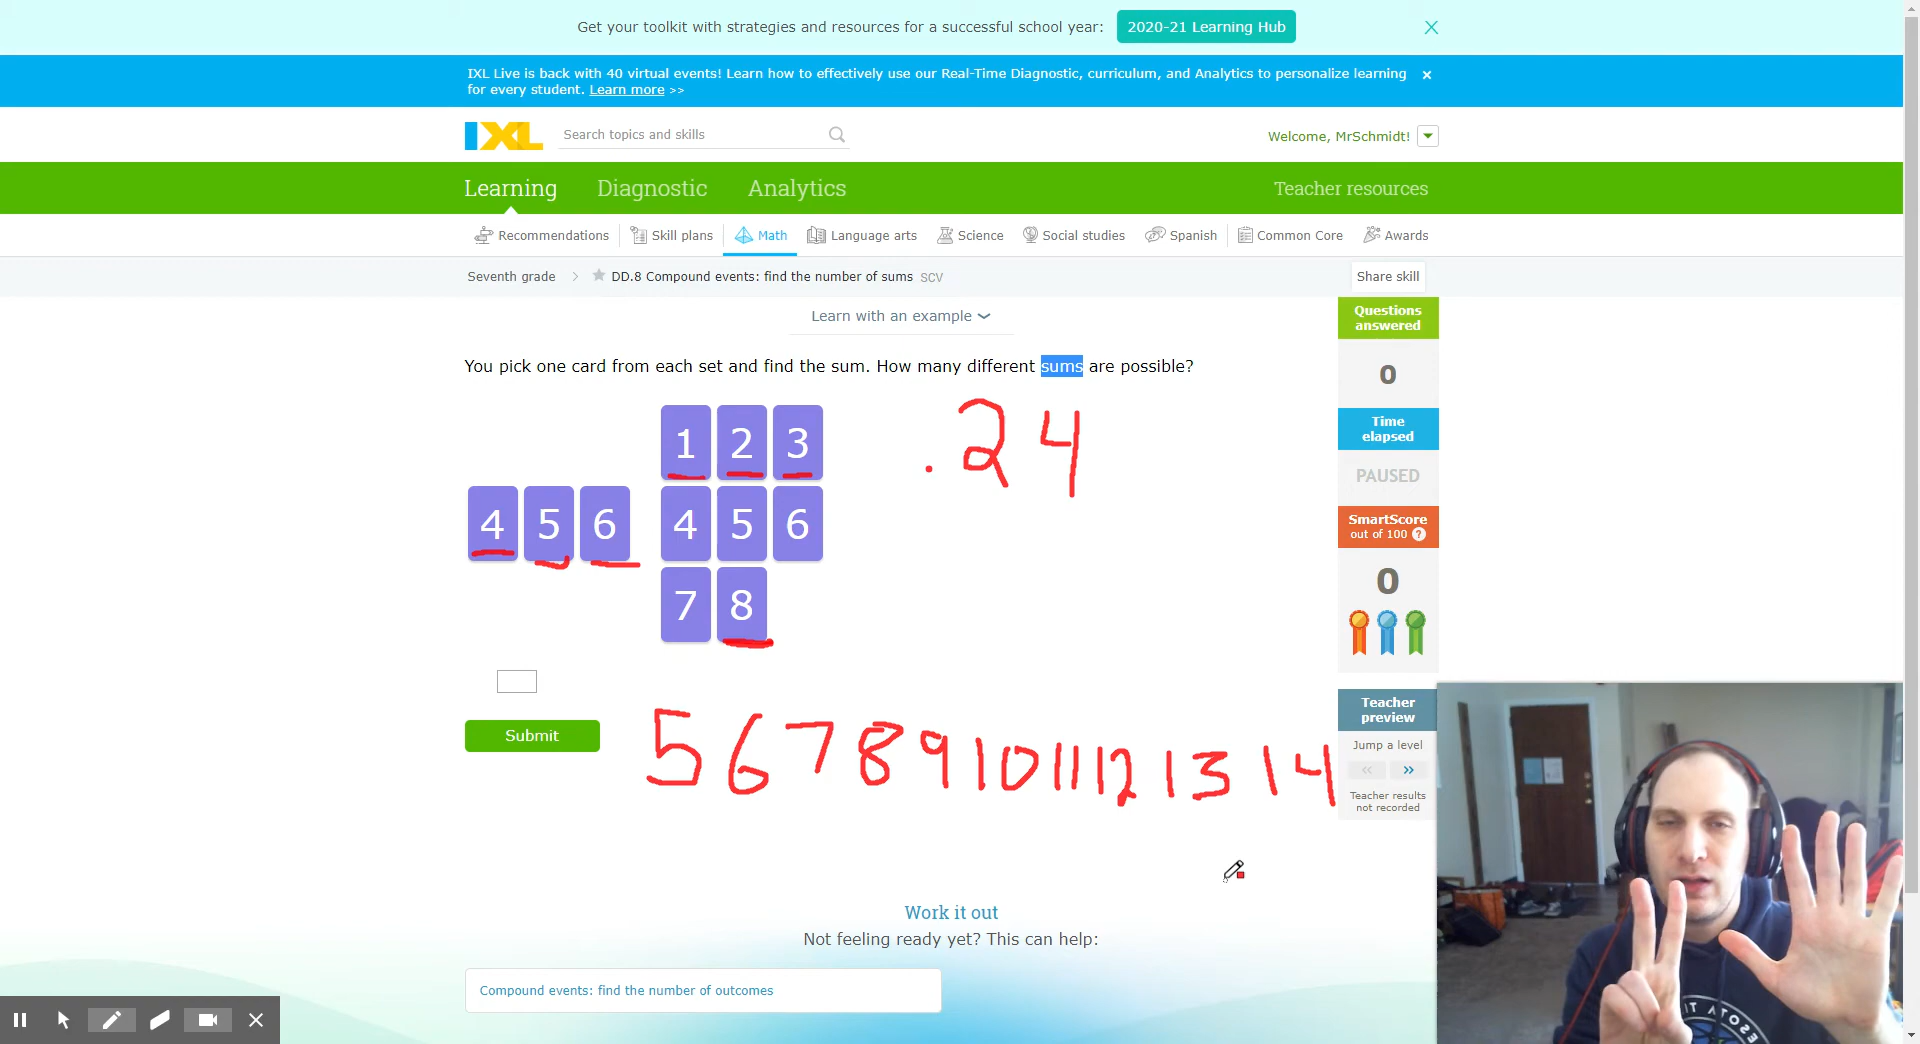 Get your toolkit with strategies and resources for a successful school year: 2020-21 Learning Hub
IXL Live is back with 40 virtual events! Learn how to effectively use our Real-Time Diagnostic, curriculum, and Analytics to personalize learning ×
for every student. Learn more >>
IXL Search topics and skills Welcome, MrSchmidt!
Learning Diagnostic Analytics Teacher resources
Recommendations Skill plans Math Language arts Science Social studies Spanish Common Core Awards
Seventh grade > DD.8 Compound events: find the number of sums SCV Share skill
Learn with an example
Questions
answered
0
Time
elapsed
PAUSED
SmartScore
out of 100 ?
0
You pick one card from each set and find the sum. How many different sums are possible?
1 2 3
4 5 6 4 5 6
7 8
. 24
Submit
5 6 7 8 9 10 11 12 13 14
Teacher
preview
Jump a level
<< >>
Teacher results
not recorded
Work it out
Not feeling ready yet? This can help:
Compound events: find the number of outcomes